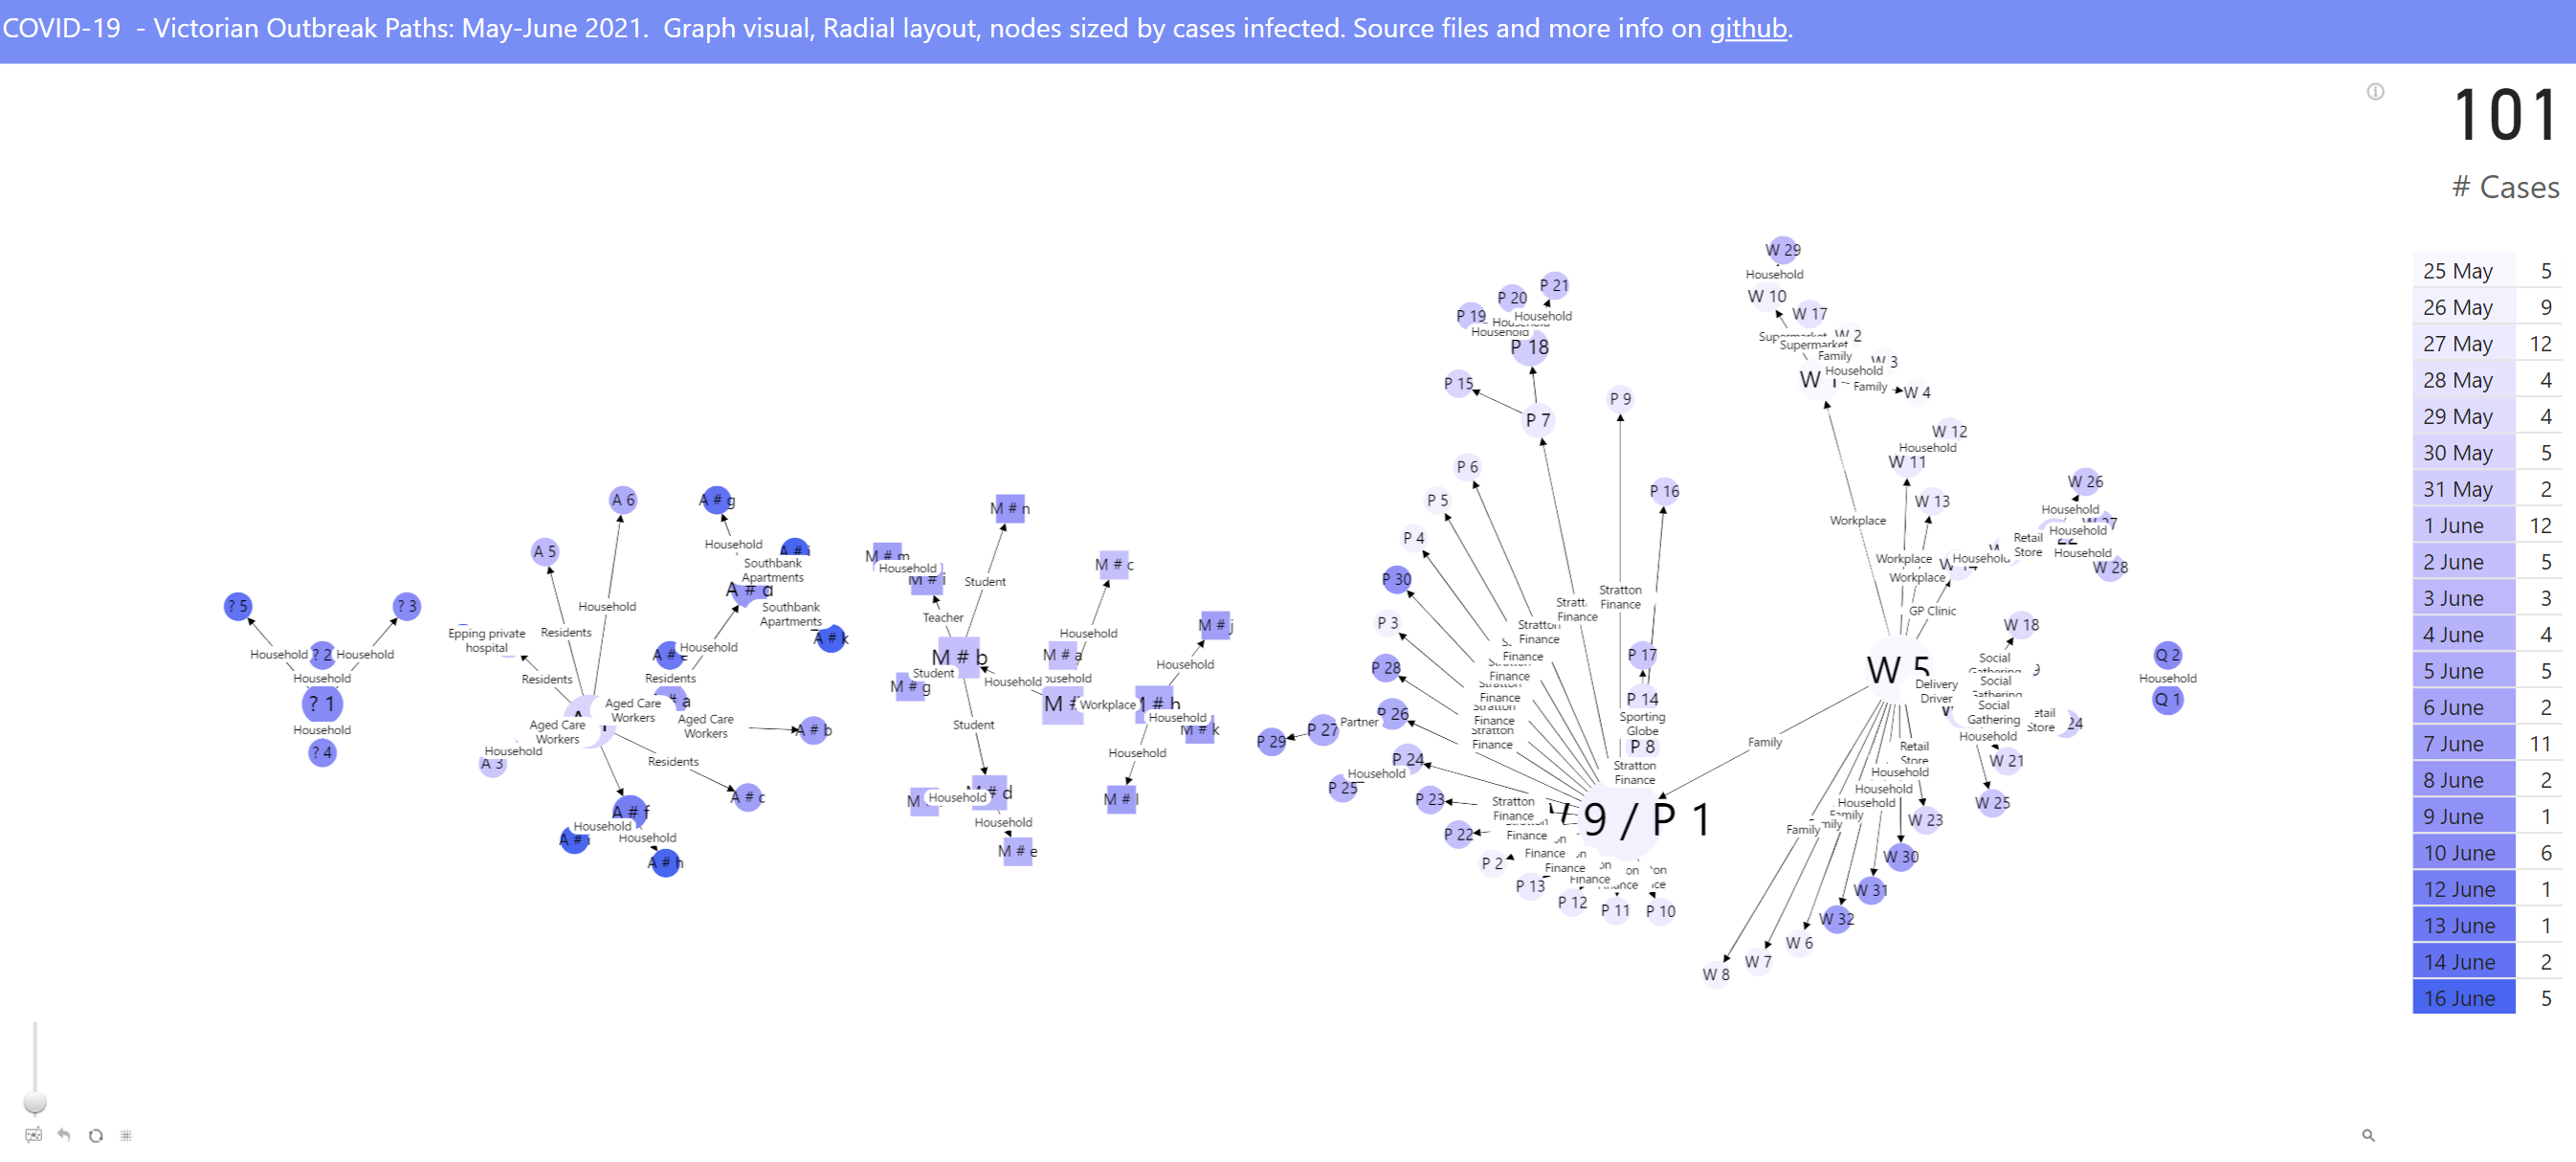 COVID-19 - Victorian Outbreak Paths: May-June 2021. Graph visual, Radial layout, nodes sized by cases infected. Source files and more info on github.
101
# Cases
25 May 5
26 May 9
27 May 12
28 May 4
29 May 4
30 May 5
31 May 2
1 June 12
2 June 5
3 June 3
4 June 4
5 June 5
6 June 2
7 June 11
8 June 2
9 June 1
10 June 6
12 June 1
13 June 1
14 June 2
16 June 5
? 5
? 3
Household
? 2
Household
Household
? 1
Household
? 4
A 6
A 5
Household
Residents
Epping private
hospital
Residents
Aged Care
Workers
Aged Care
Workers
Household
A 3
A # g
Household
Southbank
Apartments
A # d
Southbank
Apartments
A # k
Household
Residents
Aged Care
Workers
A # b
Residents
A # c
A # f
Household
Household
A # h
M # n
M # m
Household
M # i
Student
Teacher
M # b
Student
M # g
Household
Student
M # d
Household
Household
M # e
M # c
Household
M # a
Workplace
M # j
Household
Household
M # k
Household
M # l
P 21
P 20
P 19
Household
Household
P 18
P 15
P 7
P 9
P 6
P 16
P 5
P 4
P 30
P 3
P 28
Stratton
Finance
Finance
Stratton
Finance
Finance
Finance
Finance
Finance
Finance
P 17
P 14
Sporting
Globe
P 8
Stratton
Finance
P 26
P 27
Partner
P 29
P 24
Household
P 25
P 23
Stratton
Finance
P 22
Finance
P 2
Finance
Finance
Finance
P 13
P 12
P 11
P 10
9 / P 1
Family
W 29
Household
W 10
W 17
Supermarket
W 2
Family
W 3
Household
Family
W 4
Workplace
W 12
Household
W 11
W 13
Workplace
Workplace
Household
GP Clinic
W 26
Household
Household
Retail
Store
Household
W 28
W 5
W 18
Social
Gathering
Social
Gathering
Social
Gathering
Delivery
Driver
Store
24
Household
W 21
W 25
Retail
Store
Household
Household
Household
Family
Family
W 23
W 30
W 31
W 32
W 6
W 7
W 8
Q 2
Household
Q 1